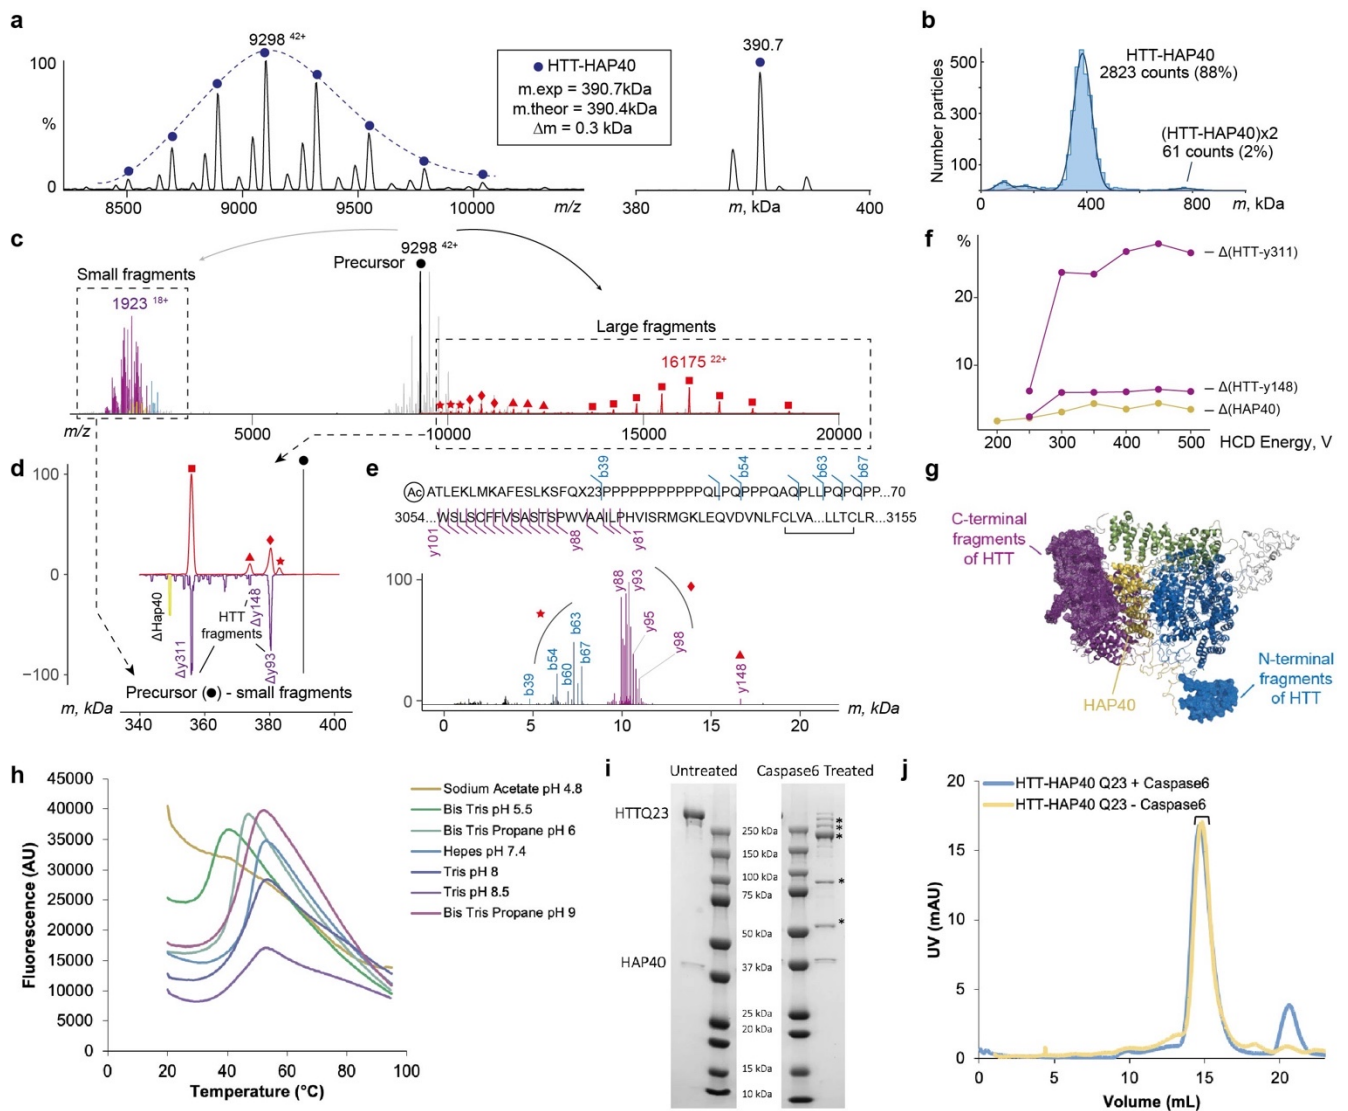 a
9298 42+
100
%
0
8500
9000
9500
10000
m/z
HTT-HAP40
m.exp = 390.7kDa
m.theor = 390.4kDa
Δm = 0.3 kDa
390.7
380
m, kDa
400
b
Number particles
500
300
100
HTT-HAP40
2823 counts (88%)
(HTT-HAP40)x2
61 counts (2%)
0
400
800
m, kDa
c
Small fragments
1923 18+
Precursor
9298 42+
Large fragments
16175 22+
m/z
5000
10000
15000
20000
f
%
20
10
Δ(HTT-y311)
Δ(HTT-y148)
Δ(HAP40)
200
300
400
500
HCD Energy, V
d
100
0
−100
ΔHap40
Δy311
HTT
fragments
Δy148
Δy93
Precursor (●) - small fragments
m, kDa
340
360
380
400
e
b39
b54
b63
b67
Ac ATLEKLMKAFESLKSFQX23PPPPPPPPPPPQLPQPPPQAQPLLPQPQPP...70
3054...WSLSCFFVSASTSPWVAAILPHVISRMGKLEQVDVNLFCLVA...LLTCLR...3155
y101
y88
y81
100
0
b39
b54
b60
b63
b67
y88
y93
y95
y98
y148
0
5
10
15
20
m, kDa
g
C-terminal
fragments
of HTT
HAP40
N-terminal
fragments
of HTT
h
Fluorescence (AU)
45000
40000
35000
30000
25000
20000
15000
10000
5000
0
0
20
40
60
80
100
Temperature (°C)
Sodium Acetate pH 4.8
Bis Tris pH 5.5
Bis Tris Propane pH 6
Hepes pH 7.4
Tris pH 8
Tris pH 8.5
Bis Tris Propane pH 9
i
Untreated
Caspase6 Treated
HTTQ23
HAP40
250 kDa
150 kDa
100 kDa
75 kDa
50 kDa
37 kDa
25 kDa
20 kDa
15 kDa
10 kDa
*
*
*
*
*
j
HTT-HAP40 Q23 + Caspase6
HTT-HAP40 Q23 - Caspase6
UV (mAU)
20
15
10
5
0
0
5
10
15
20
Volume (mL)